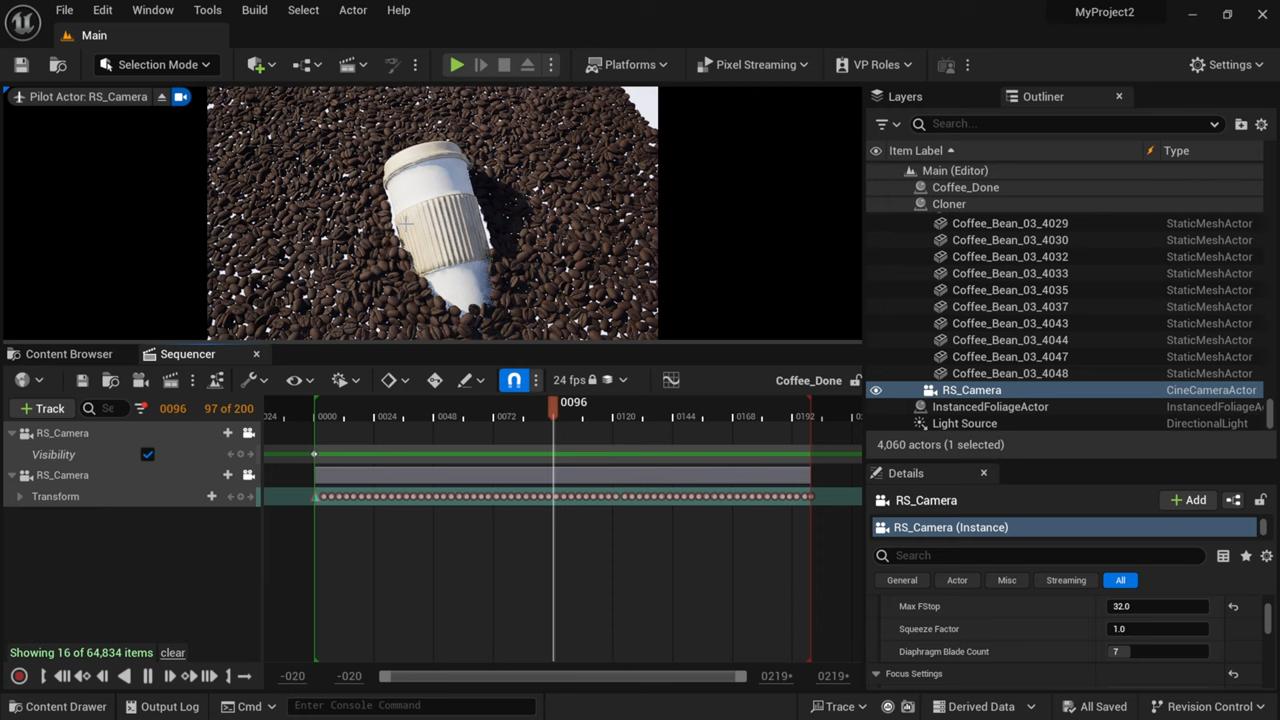 File Edit Window Tools Build Select Actor Help MyProject2
Main
Selection Mode Platforms Pixel Streaming VP Roles Settings
Pilot Actor: RS_Camera
Layers Outliner
Search...
Item Label Type
Main (Editor)
Coffee_Done
Cloner
Coffee_Bean_03_4029 StaticMeshActor
Coffee_Bean_03_4030 StaticMeshActor
Coffee_Bean_03_4032 StaticMeshActor
Coffee_Bean_03_4033 StaticMeshActor
Coffee_Bean_03_4035 StaticMeshActor
Coffee_Bean_03_4037 StaticMeshActor
Coffee_Bean_03_4043 StaticMeshActor
Coffee_Bean_03_4044 StaticMeshActor
Coffee_Bean_03_4047 StaticMeshActor
Coffee_Bean_03_4048 StaticMeshActor
RS_Camera CineCameraActor
InstancedFoliageActor InstancedFoliageA
Light Source DirectionalLight
4,060 actors (1 selected)
Content Browser Sequencer
24 fps Coffee_Done
Track Se 0096 97 of 200
0096
024 0000 0024 0048 0072 0120 0144 0168 0192
RS_Camera
Visibility
RS_Camera
Transform
Showing 16 of 64,834 items clear
-020 -020 0219+ 0219+
Details
RS_Camera Add
RS_Camera (Instance)
Search
General Actor Misc Streaming All
Max FStop 32.0
Squeeze Factor 1.0
Diaphragm Blade Count 7
Focus Settings
Content Drawer Output Log Cmd Enter Console Command Trace Derived Data All Saved Revision Control